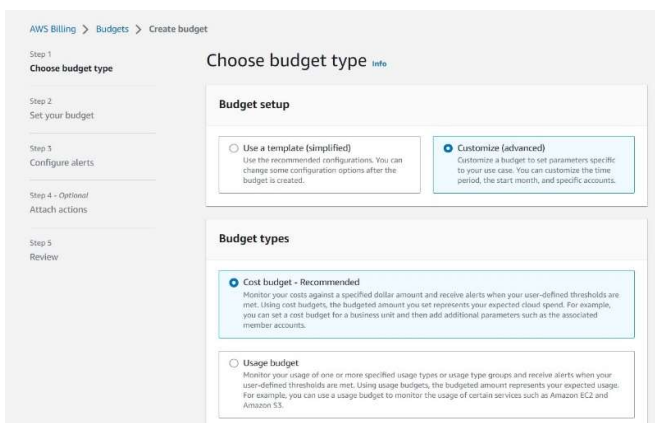 AWS Billing > Budgets > Create budget
Step 1
Choose budget type
Step 2
Set your budget
Step 3
Configure alerts
Step 4 - Optional
Attach actions
Step 5
Review
Choose budget type Info
Budget setup
Use a template (simplified)
Use the recommended configurations. You can
change some configuration options after the
budget is created.
Customize (advanced)
Customize a budget to set parameters specific
to your use case. You can customize the time
period, the start month, and specific accounts.
Budget types
Cost budget - Recommended
Monitor your costs against a specified dollar amount and receive alerts when your user-defined thresholds are
met. Using cost budgets, the budgeted amount you set represents your expected cloud spend. For example,
you can set a cost budget for a business unit and then add additional parameters such as the associated
member accounts.
Usage budget
Monitor your usage of one or more specified usage types or usage type groups and receive alerts when your
user-defined thresholds are met. Using usage budgets, the budgeted amount represents your expected usage.
For example, you can use a usage budget to monitor the usage of certain services such as Amazon EC2 and
Amazon S3.